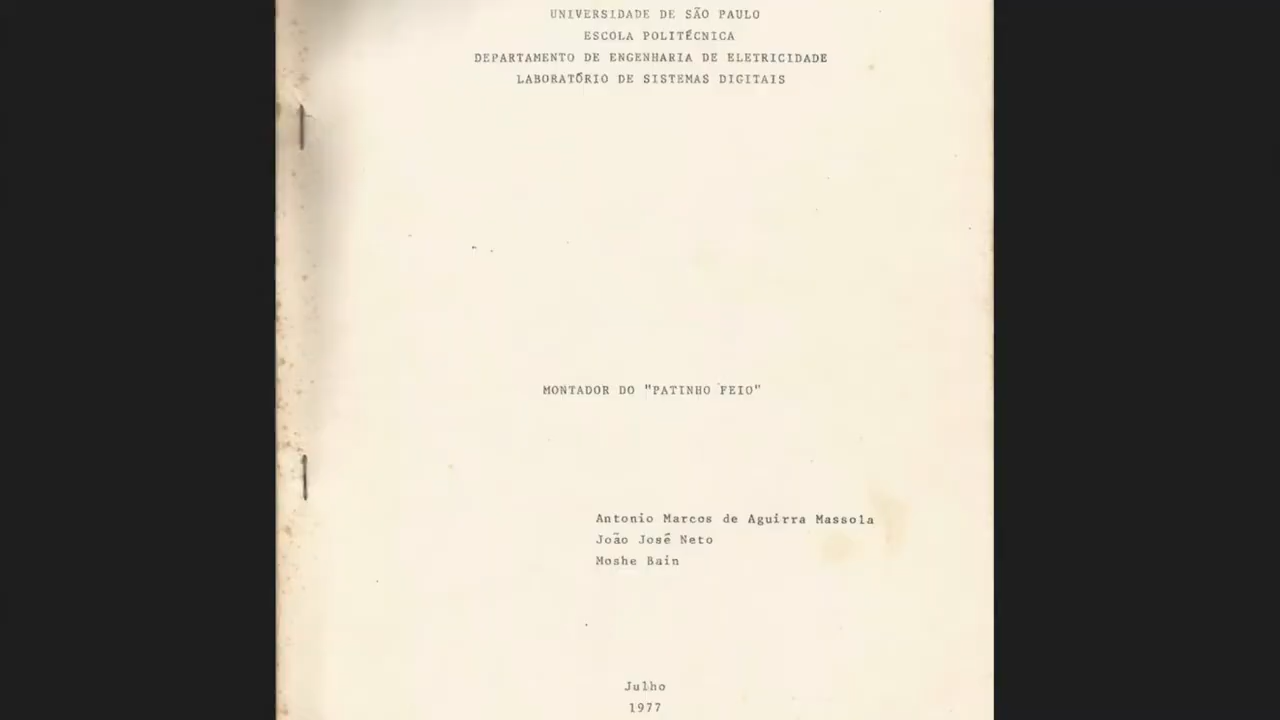 UNIVERSIDADE DE SÃO PAULO
ESCOLA POLITÉCNICA
DEPARTAMENTO DE ENGENHARIA DE ELETRICIDADE
LABORATÓRIO DE SISTEMAS DIGITAIS
MONTADOR DO "PATINHO FEIO"
Antonio Marcos de Aguirra Massola
João José Neto
Moshe Bain
Julho
1977